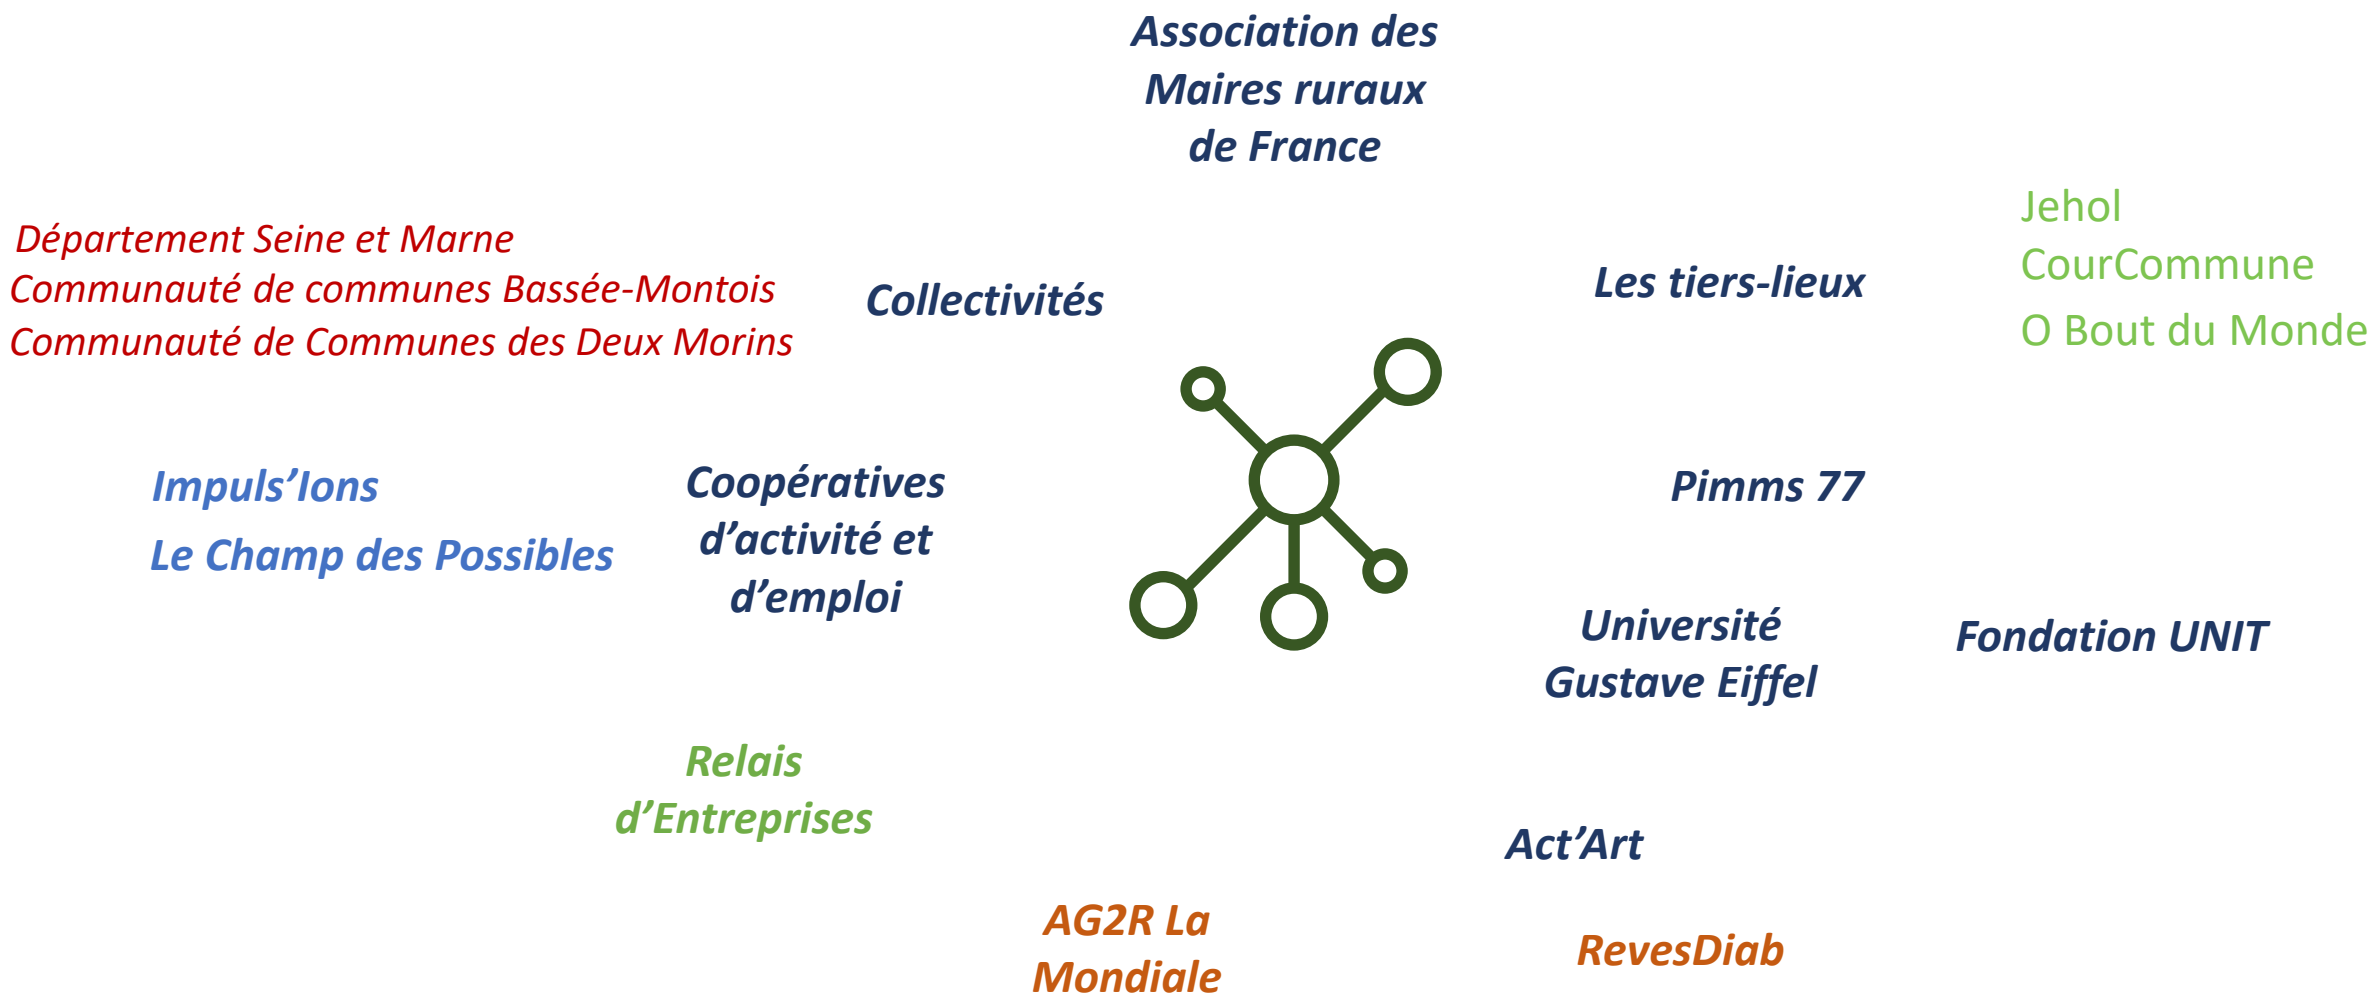 Association des
Maires ruraux
de France
Département Seine et Marne
Communauté de communes Bassée-Montois
Communauté de Communes des Deux Morins
Collectivités
Les tiers-lieux
Jehol
CourCommune
O Bout du Monde
Impuls’Ions
Le Champ des Possibles
Coopératives
d’activité et
d’emploi
Pimms 77
Université
Gustave Eiffel
Fondation UNIT
Relais
d’Entreprises
Act’Art
AG2R La
Mondiale
RevesDiab